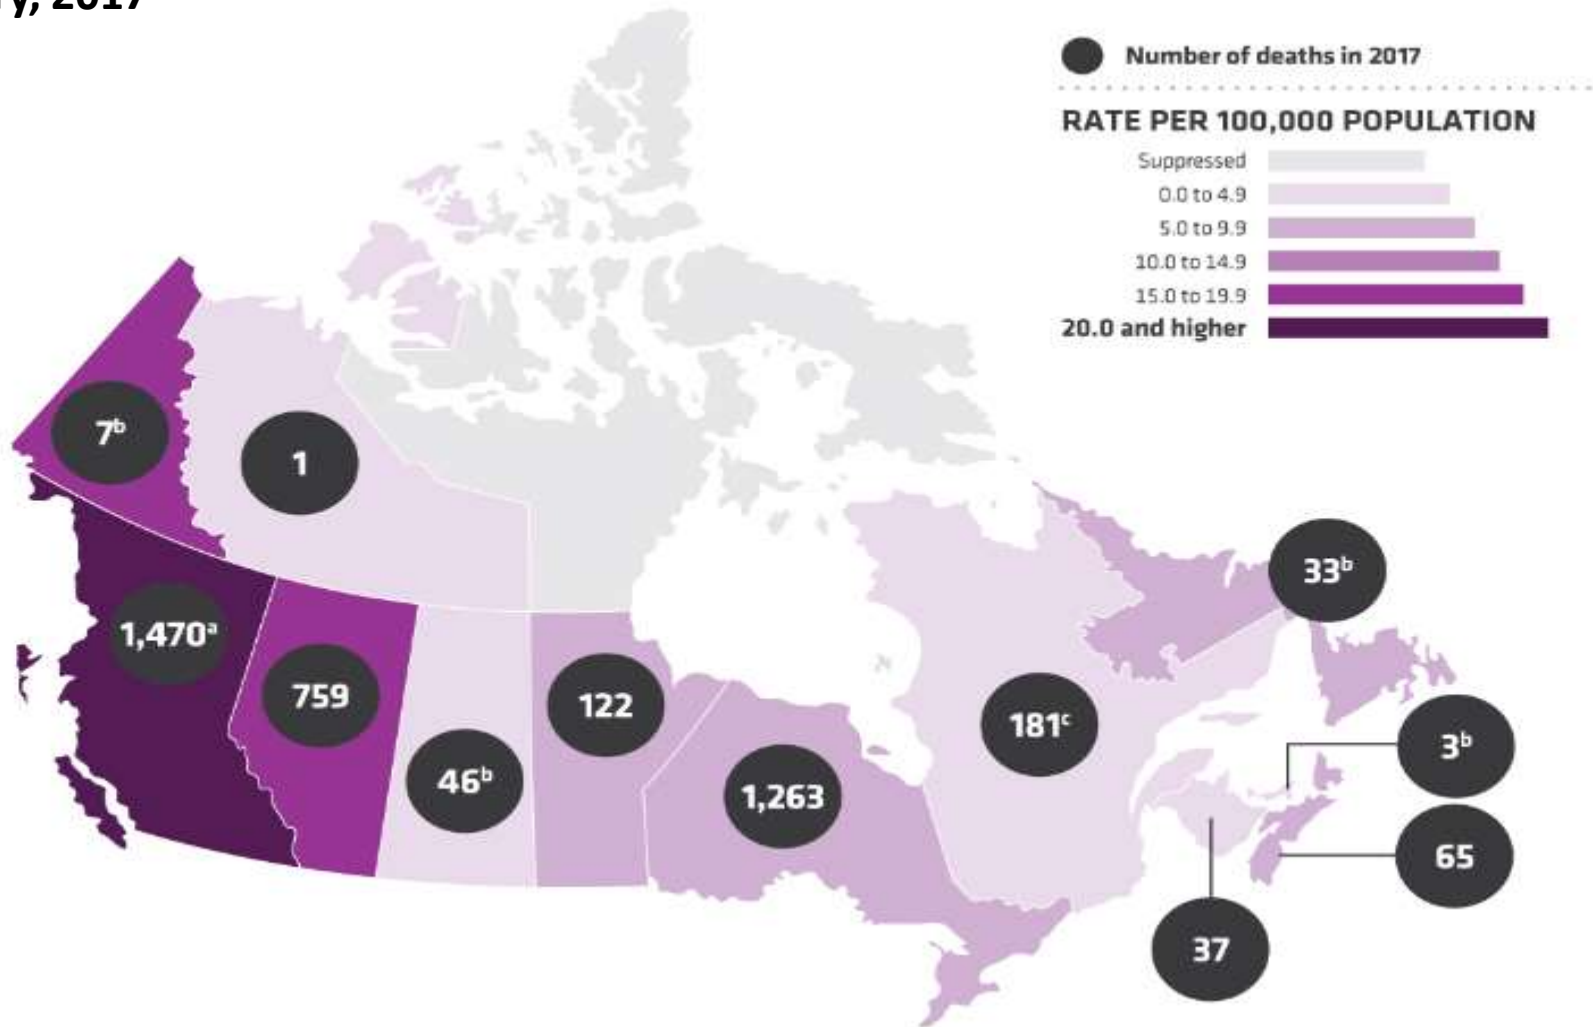 2017
Number of deaths in 2017
RATE PER 100,000 POPULATION
Suppressed
0.0 to 4.9
5.0 to 9.9
10.0 to 14.9
15.0 to 19.9
20.0 and higher
7ᵇ
1
33ᵇ
1,470ᵃ
759
122
181ᶜ
46ᵇ
1,263
3ᵇ
65
37